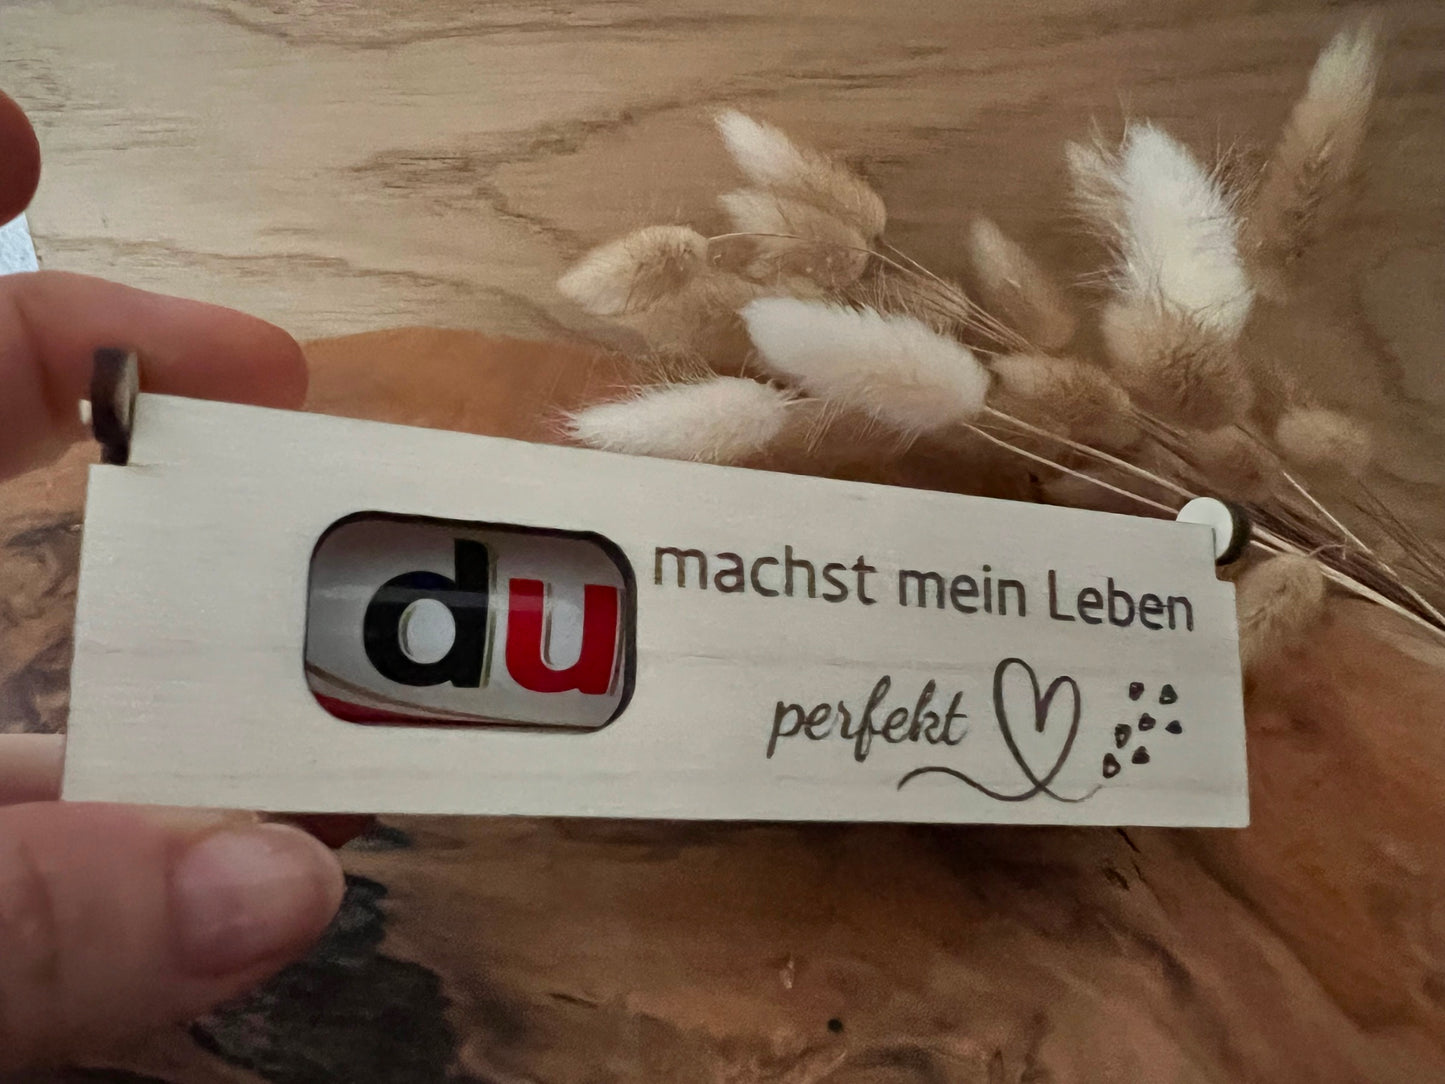 du machst mein Leben
perfekt